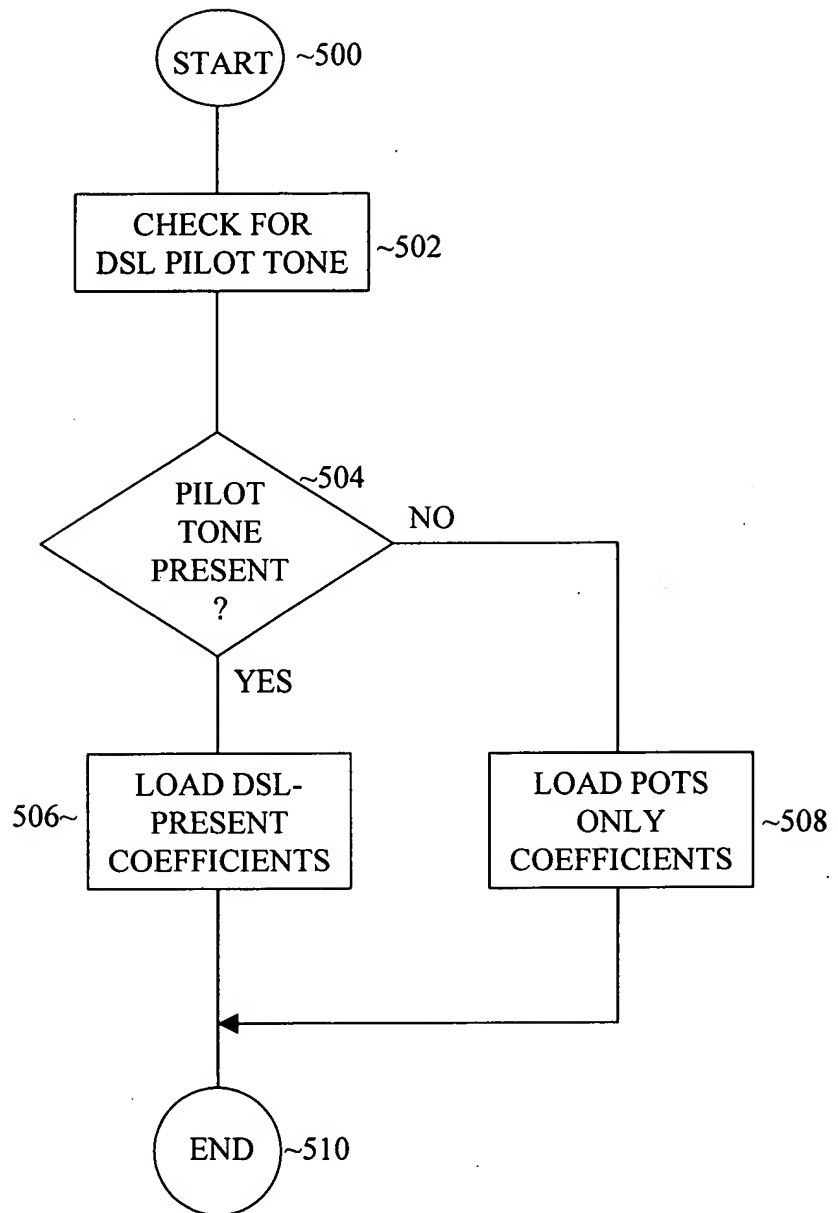 START ~500
CHECK FOR
DSL PILOT TONE
~502
~504
PILOT
TONE
PRESENT
?
NO
YES
506~
LOAD DSL-
PRESENT
COEFFICIENTS
LOAD POTS
ONLY
COEFFICIENTS
~508
END ~510